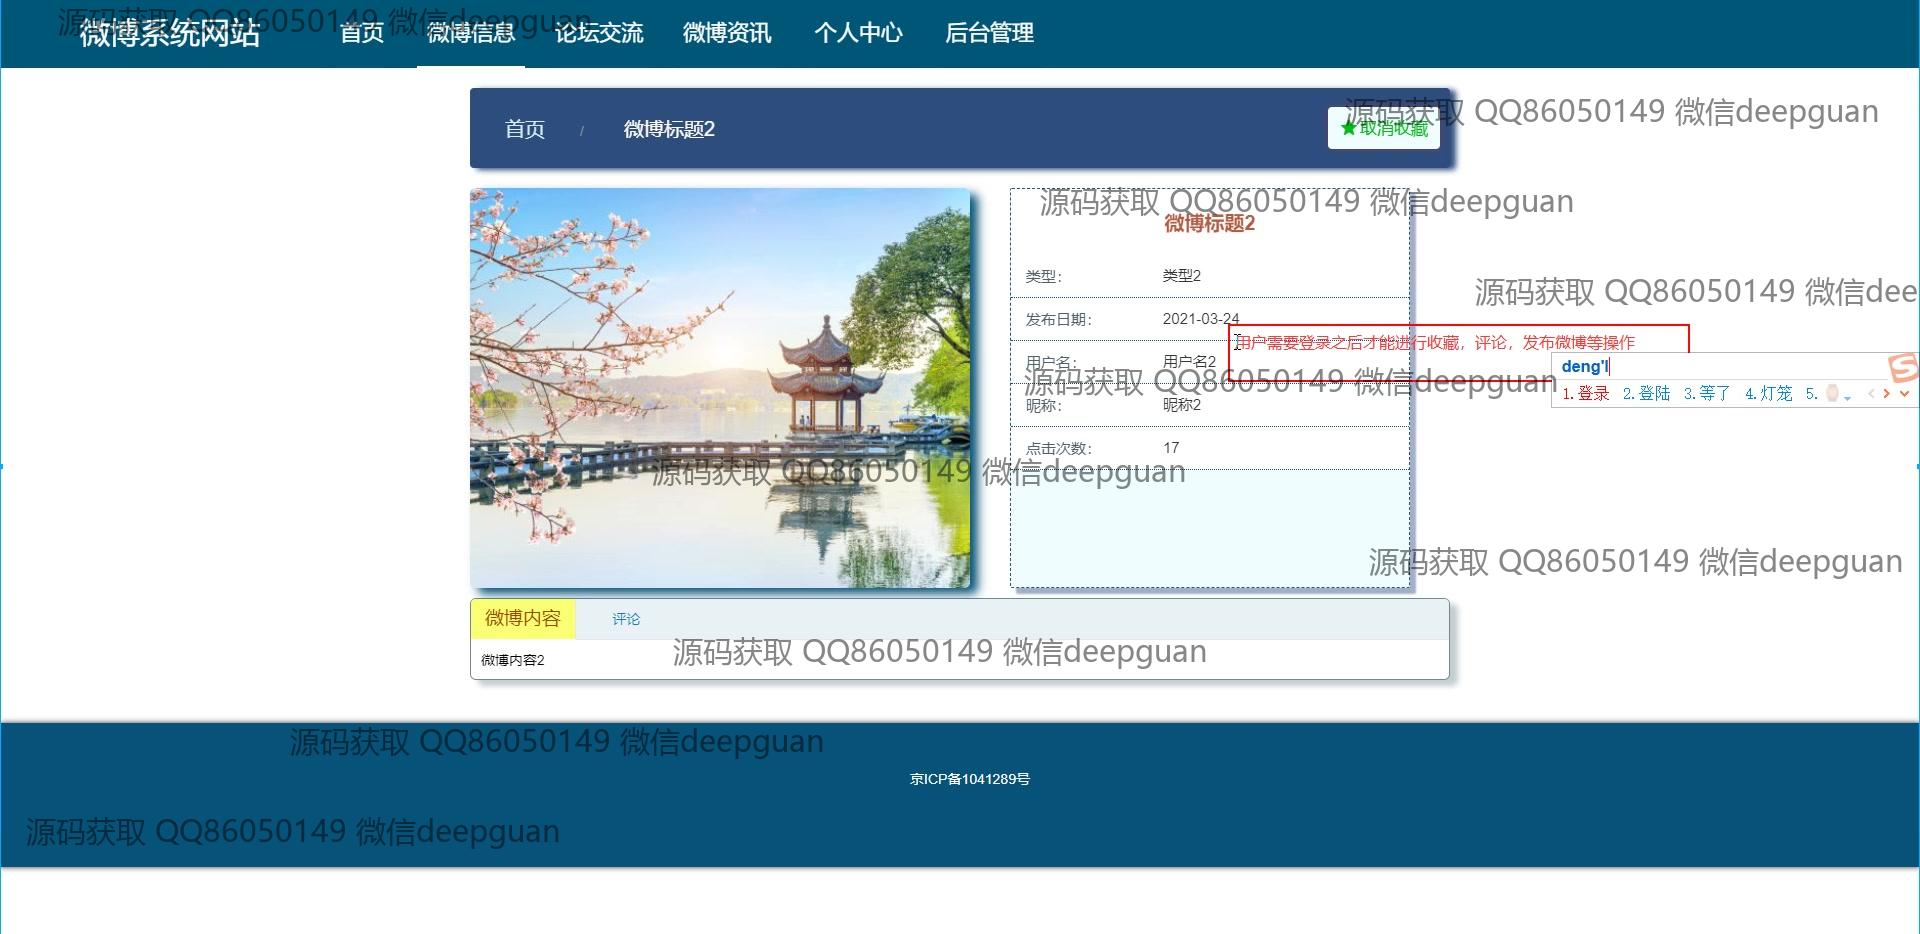 源码获取 QQ86050149 微信deepguan
微博系统网站 首页 微博信息 论坛交流 微博资讯 个人中心 后台管理
源码获取 QQ86050149 微信deepguan
首页 / 微博标题2 ★取消收藏
源码获取 QQ86050149 微信deepguan
微博标题2
类型: 类型2
源码获取 QQ86050149 微信dee
发布日期: 2021-03-24
用户需要登录之后才能进行收藏，评论，发布微博等操作
用户名: 用户名2
deng'l
源码获取 QQ86050149 微信deepguan
1.登录 2.登陆 3.等了 4.灯笼 5.
昵称: 昵称2
点击次数: 17
源码获取 QQ86050149 微信deepguan
源码获取 QQ86050149 微信deepguan
微博内容 评论
源码获取 QQ86050149 微信deepguan
微博内容2
源码获取 QQ86050149 微信deepguan
京ICP备1041289号
源码获取 QQ86050149 微信deepguan